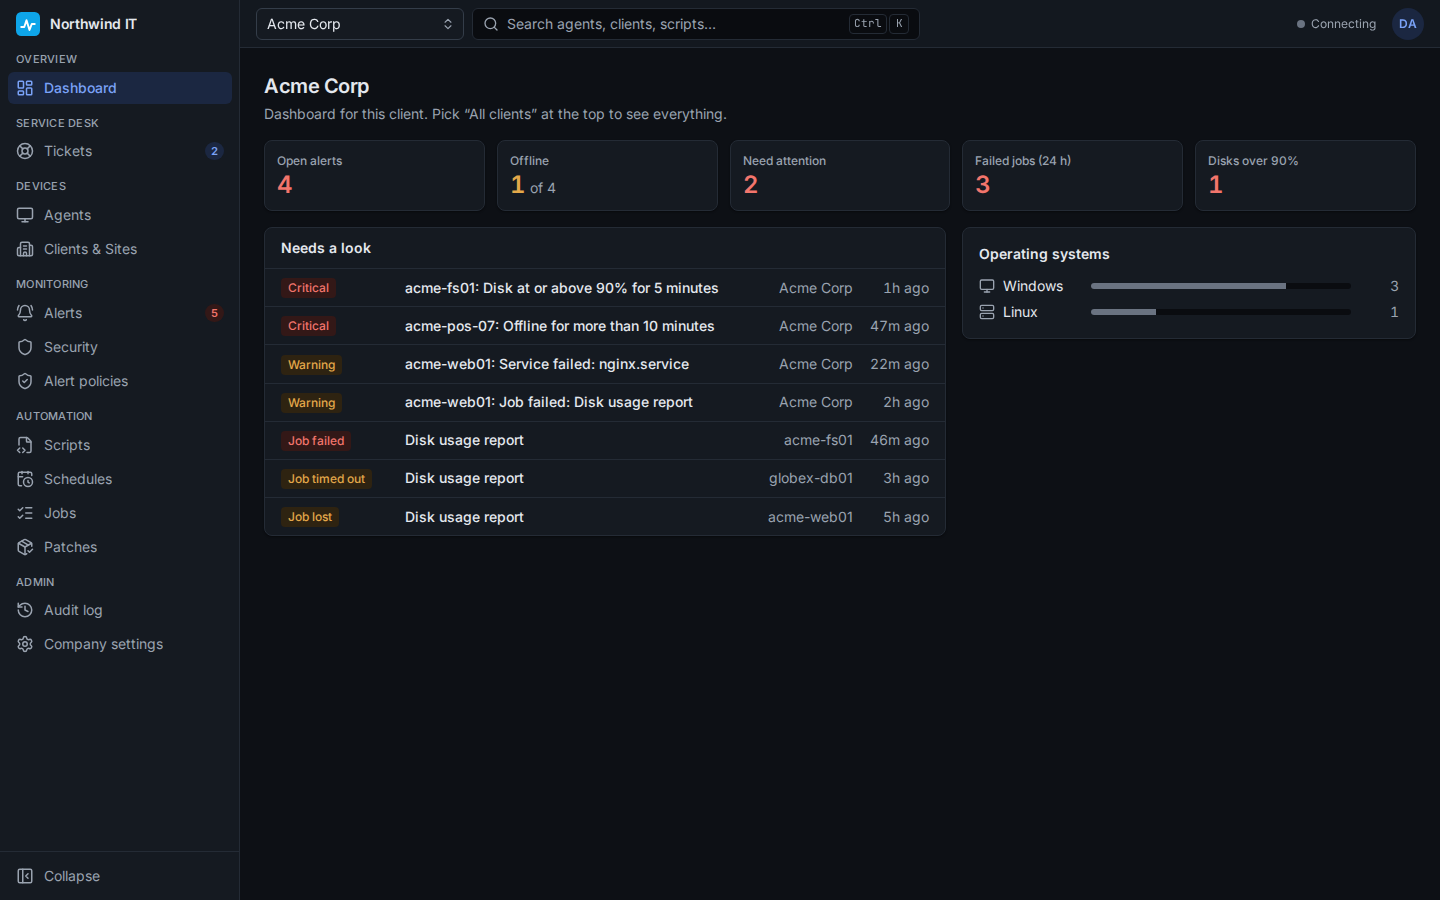 Northwind IT
Acme Corp
Search agents, clients, scripts...
Ctrl K
Connecting
DA
OVERVIEW
Dashboard
SERVICE DESK
Tickets 2
DEVICES
Agents
Clients & Sites
MONITORING
Alerts 5
Security
Alert policies
AUTOMATION
Scripts
Schedules
Jobs
Patches
ADMIN
Audit log
Company settings
Collapse
Acme Corp
Dashboard for this client. Pick “All clients” at the top to see everything.
Open alerts
4
Offline
1 of 4
Need attention
2
Failed jobs (24 h)
3
Disks over 90%
1
Needs a look
Critical acme-fs01: Disk at or above 90% for 5 minutes Acme Corp 1h ago
Critical acme-pos-07: Offline for more than 10 minutes Acme Corp 47m ago
Warning acme-web01: Service failed: nginx.service Acme Corp 22m ago
Warning acme-web01: Job failed: Disk usage report Acme Corp 2h ago
Job failed Disk usage report acme-fs01 46m ago
Job timed out Disk usage report globex-db01 3h ago
Job lost Disk usage report acme-web01 5h ago
Operating systems
Windows 3
Linux 1